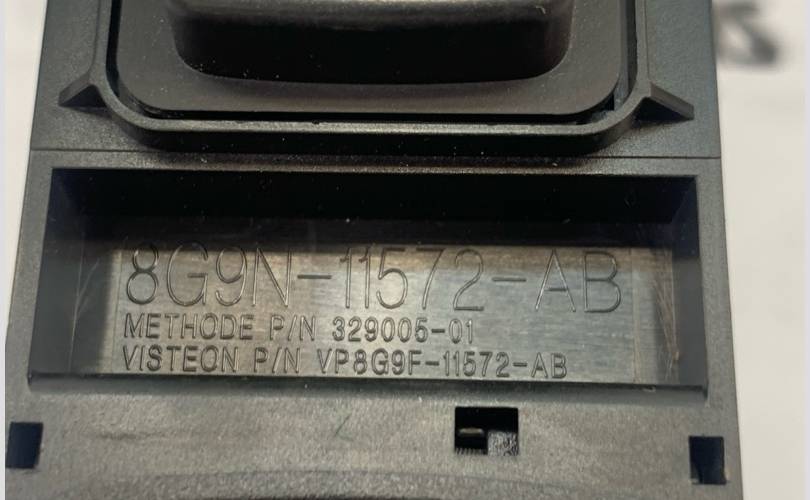 8G9N-11572-AB
METHODE P/N 329005-01
VISTEON P/N VP8G9F-11572-AB